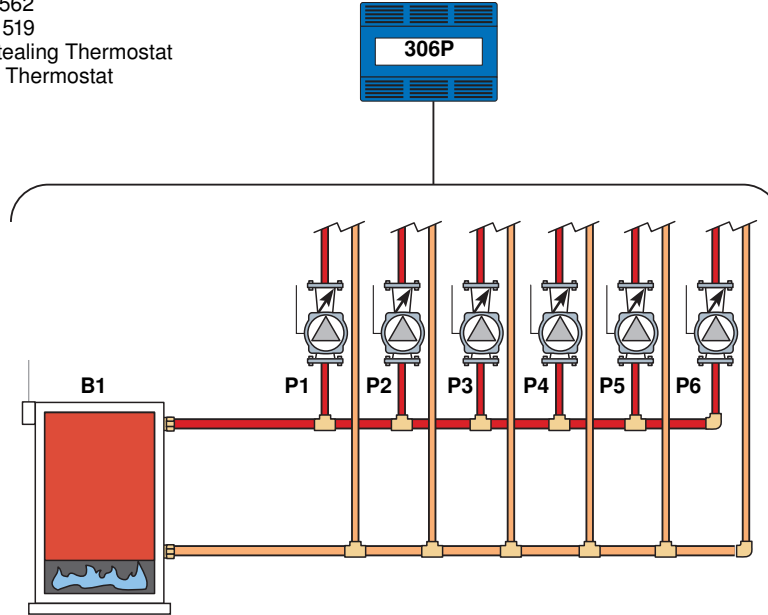 562
519
tealing Thermostat
Thermostat
306P
B1
P1
P2
P3
P4
P5
P6